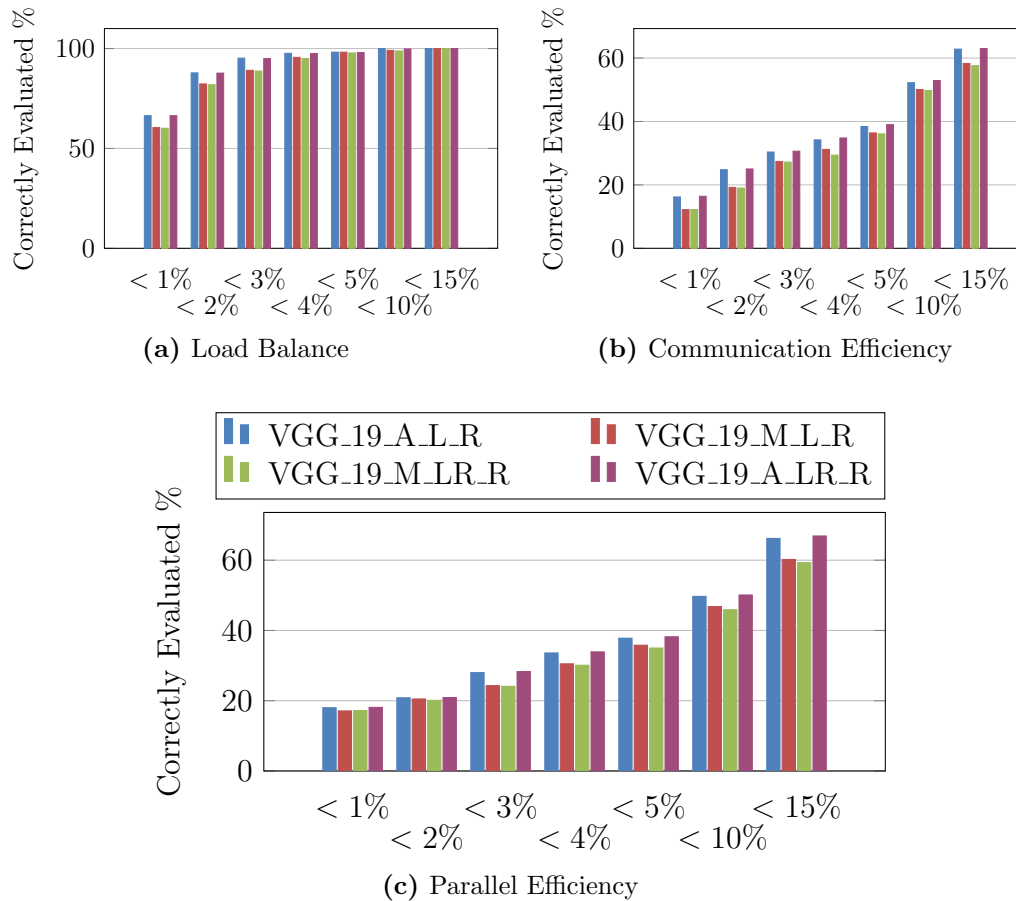 Correctly Evaluated %
100
50
0
< 1% < 3% < 5% < 15%
< 2% < 4% < 10%
(a) Load Balance
Correctly Evaluated %
60
40
20
0
< 1% < 3% < 5% < 15%
< 2% < 4% < 10%
(b) Communication Efficiency
VGG_19_A_L_R VGG_19_M_L_R
VGG_19_M_LR_R VGG_19_A_LR_R
Correctly Evaluated %
60
40
20
0
< 1% < 3% < 5% < 15%
< 2% < 4% < 10%
(c) Parallel Efficiency